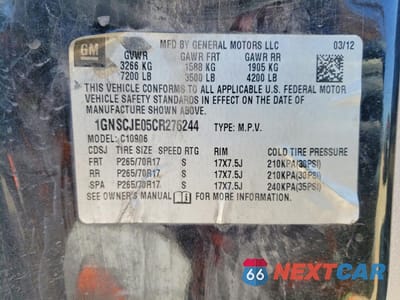 GM
MFD BY GENERAL MOTORS LLC 03/12
GVWR GAWR FRT GAWR RR
3266 KG 1588 KG 1905 KG
7200 LB 3500 LB 4200 LB
THIS VEHICLE CONFORMS TO ALL APPLICABLE U.S. FEDERAL MOTOR
VEHICLE SAFETY STANDARDS IN EFFECT ON THE DATE OF
MANUFACTURE SHOWN ABOVE.
1GNSCJE05CR276244 TYPE: M.P.V.
MODEL: C10906
CDSJ TIRE SIZE SPEED RTG RIM COLD TIRE PRESSURE
FRT P265/70R17 S 17X7.5J 210KPA(30PSI)
RR P265/70R17 S 17X7.5J 210KPA(30PSI)
SPA P265/70R17 S 17X7.5J 240KPA(35PSI)
SEE OWNER'S MANUAL FOR MORE INFORMATION.
66 NEXTCAR